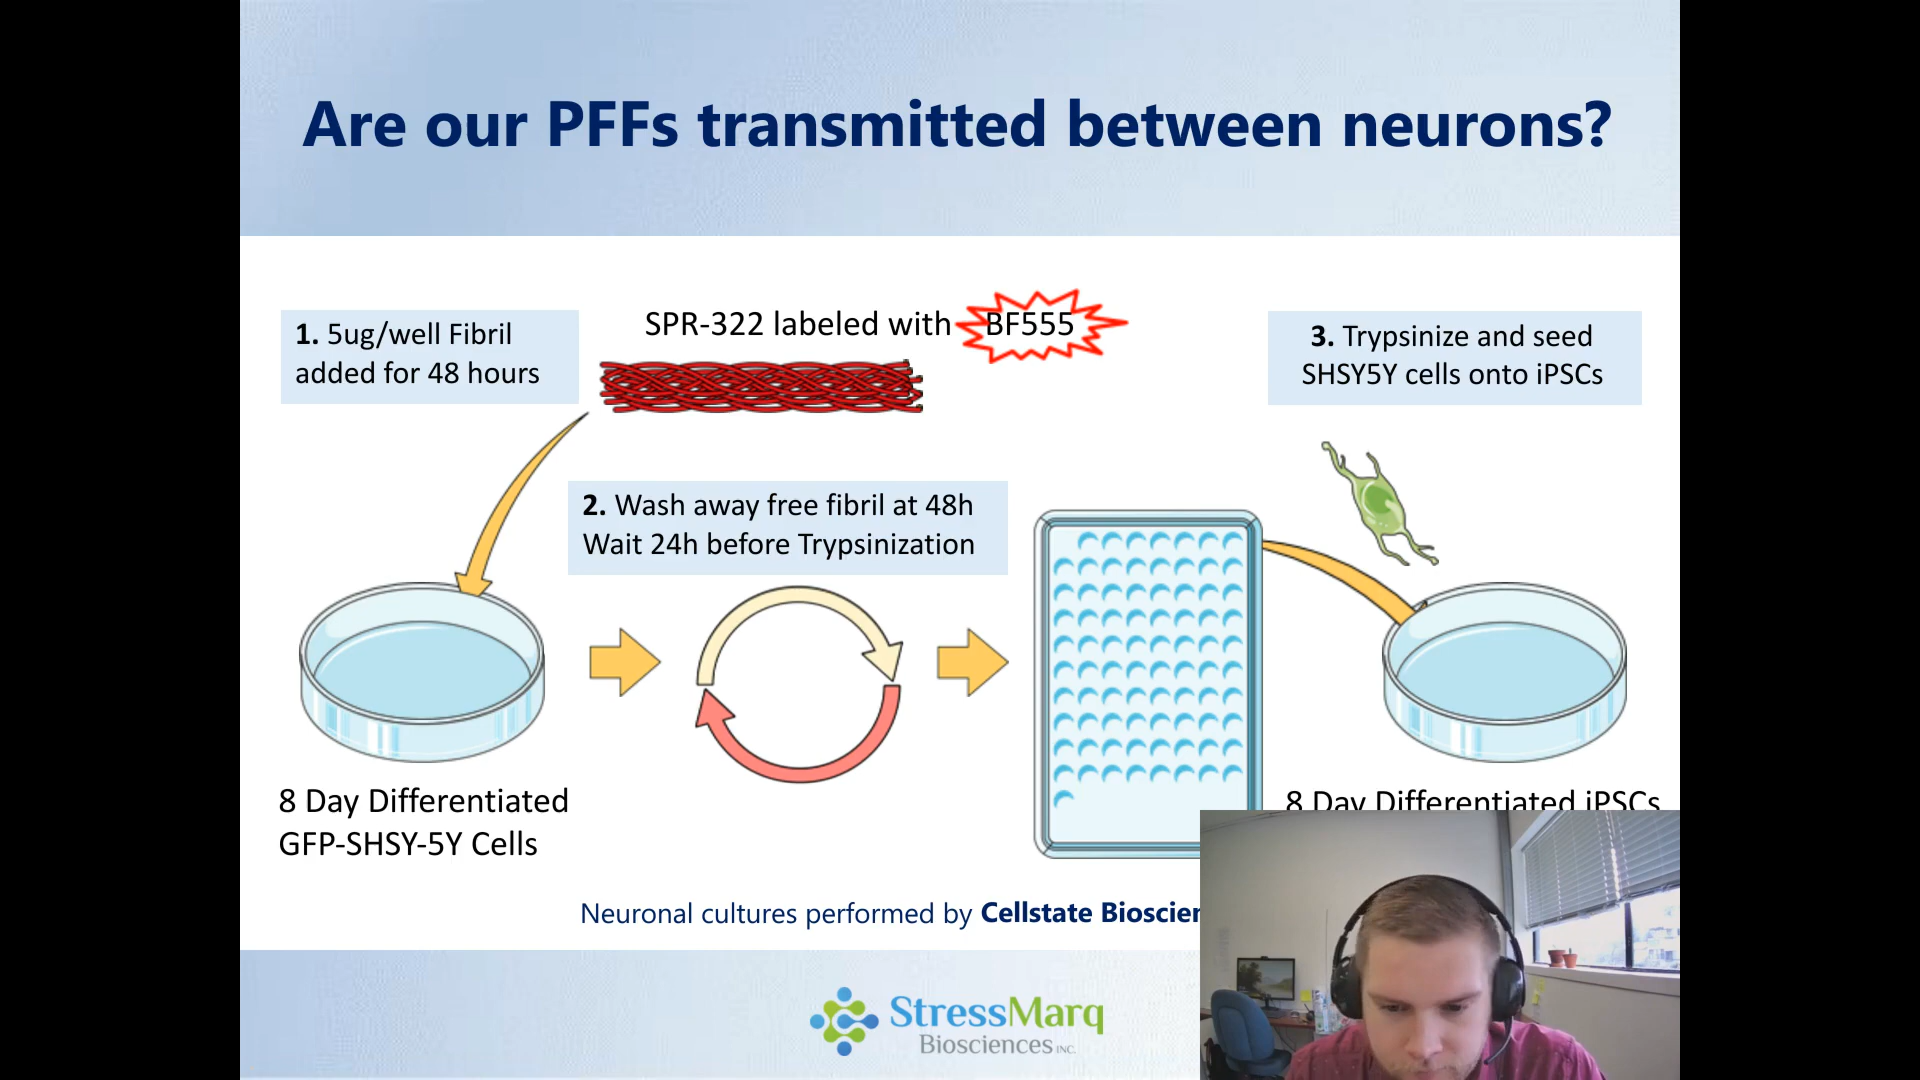 Are our PFFs transmitted between neurons?
1. 5ug/well Fibril
added for 48 hours
SPR-322 labeled with BF555
3. Trypsinize and seed
SHSY5Y cells onto iPSCs
2. Wash away free fibril at 48h
Wait 24h before Trypsinization
8 Day Differentiated
GFP-SHSY-5Y Cells
8 Day Differentiated iPSCs
Neuronal cultures performed by Cellstate Bioscien
StressMarq
Biosciences INC.